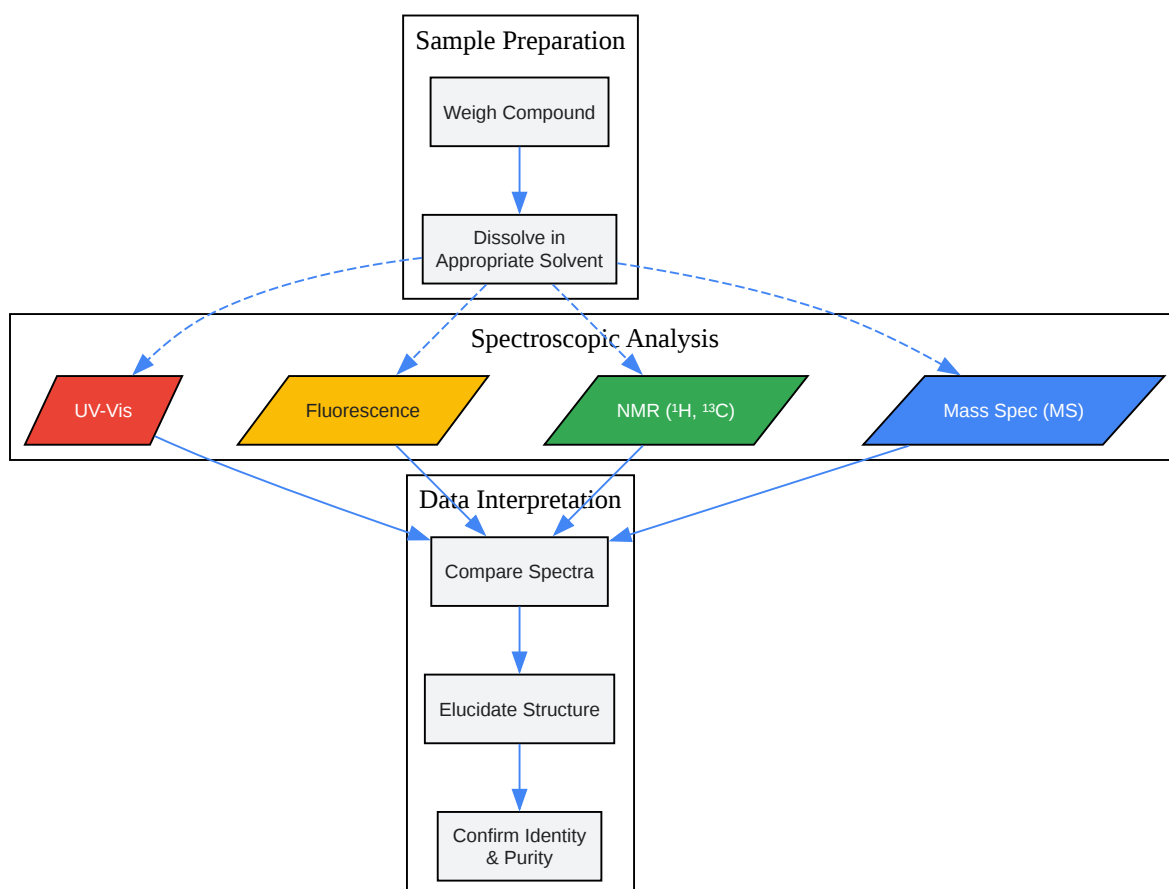 Sample Preparation
Weigh Compound
Dissolve in
Appropriate Solvent
Spectroscopic Analysis
UV-Vis
Fluorescence
NMR (¹H, ¹³C)
Mass Spec (MS)
Data Interpretation
Compare Spectra
Elucidate Structure
Confirm Identity
& Purity